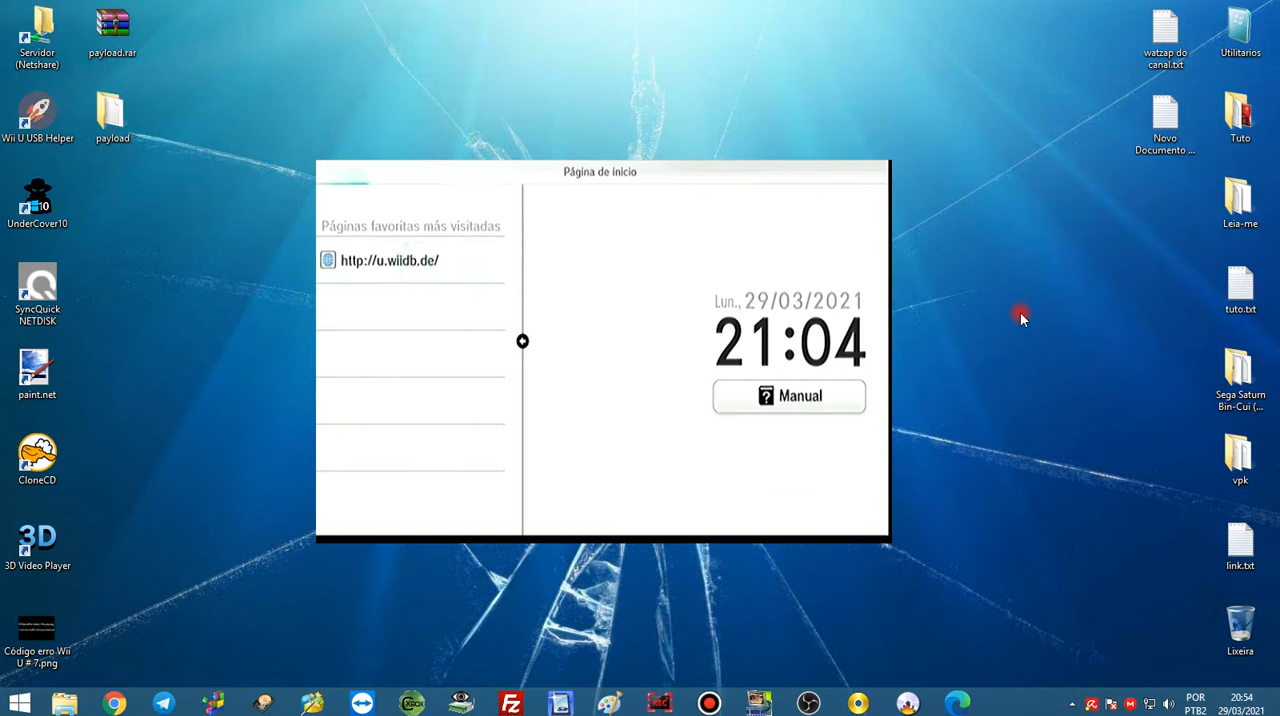 Servidor
(Netshare)
payload.rar
Wii U USB Helper
payload
UnderCover10
SyncQuick
NETDISK
paint.net
CloneCD
3D
3D Video Player
Código erro Wii
U # 7.png
Página de inicio
Páginas favoritas más visitadas
http://u.wiidb.de/
Lun., 29/03/2021
21:04
Manual
watzap do
canal.txt
Utilitarios
Novo
Documento ...
Tuto
Leia-me
tuto.txt
Sega Saturn
Bin-Cui (...
vpk
link.txt
Lixeira
POR
PTB2
20:54
29/03/2021